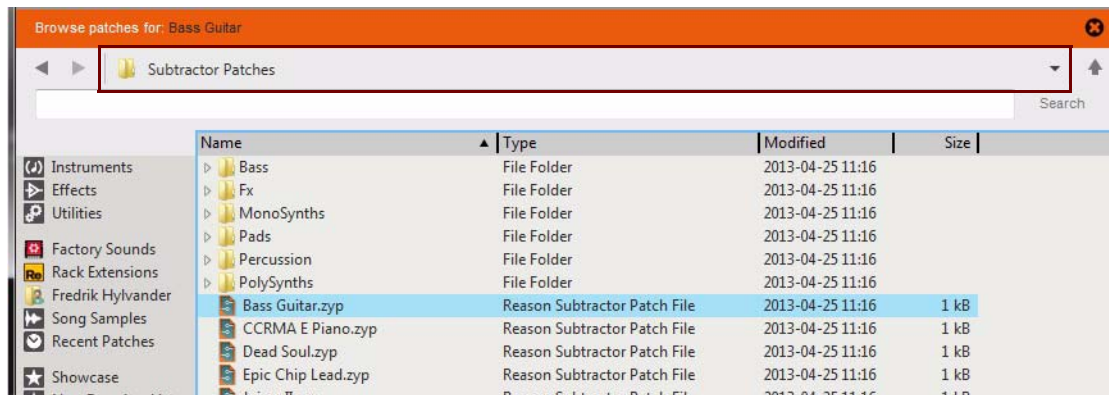 Browse patches for: Bass Guitar
Subtractor Patches
Search
Name Type Modified Size
Instruments
Effects
Utilities
Factory Sounds
Re Rack Extensions
Fredrik Hylvander
Song Samples
Recent Patches
Showcase
Bass File Folder 2013-04-25 11:16
Fx File Folder 2013-04-25 11:16
MonoSynths File Folder 2013-04-25 11:16
Pads File Folder 2013-04-25 11:16
Percussion File Folder 2013-04-25 11:16
PolySynths File Folder 2013-04-25 11:16
Bass Guitar.zyp Reason Subtractor Patch File 2013-04-25 11:16 1 kB
CCRMA E Piano.zyp Reason Subtractor Patch File 2013-04-25 11:16 1 kB
Dead Soul.zyp Reason Subtractor Patch File 2013-04-25 11:16 1 kB
Epic Chip Lead.zyp Reason Subtractor Patch File 2013-04-25 11:16 1 kB